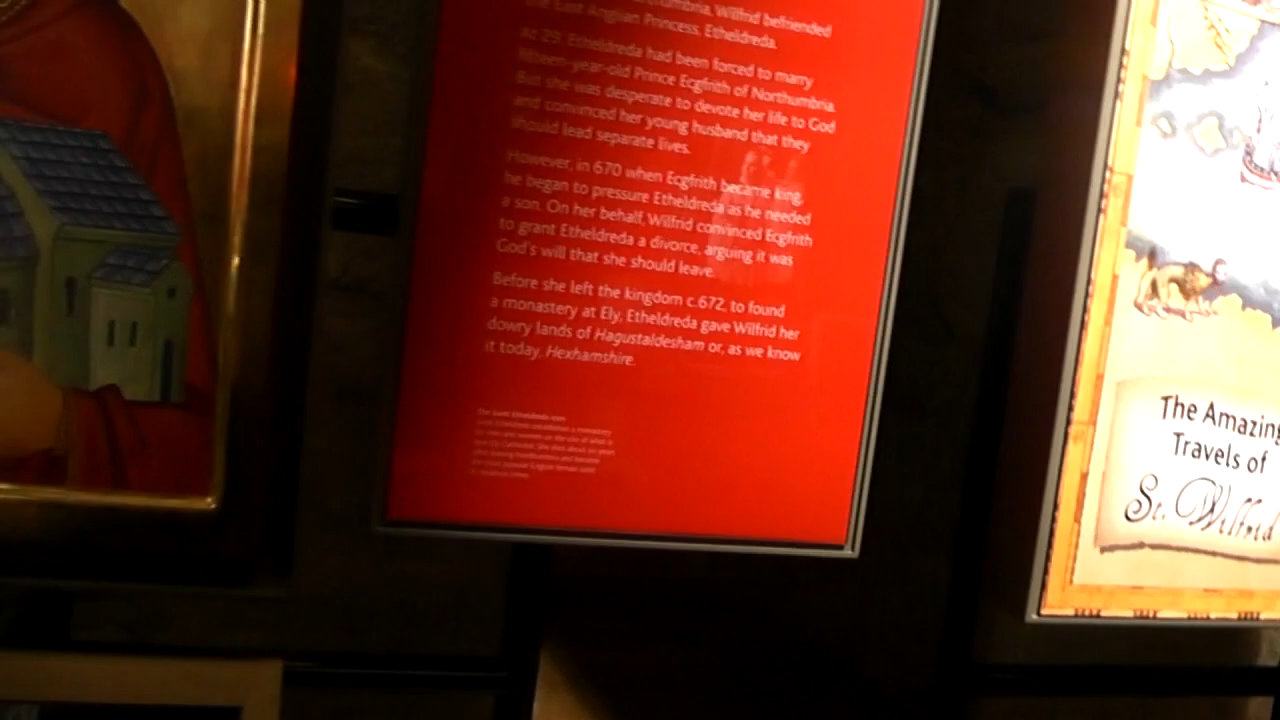 Wilfrid befriended
the East Anglian Princess, Etheldreda.
At 29, Etheldreda had been forced to marry
fifteen-year-old Prince Ecgfrith of Northumbria.
But she was desperate to devote her life to God
and convinced her young husband that they
should lead separate lives.
However, in 670 when Ecgfrith became king,
he began to pressure Etheldreda as he needed
a son. On her behalf, Wilfrid convinced Ecgfrith
to grant Etheldreda a divorce, arguing it was
God's will that she should leave.
Before she left the kingdom c.672, to found
a monastery at Ely, Etheldreda gave Wilfrid her
dowry lands of Hagustaldesham or, as we know
it today, Hexhamshire.
The Saint Etheldreda icon
The Amazing
Travels of
St. Wilfrid